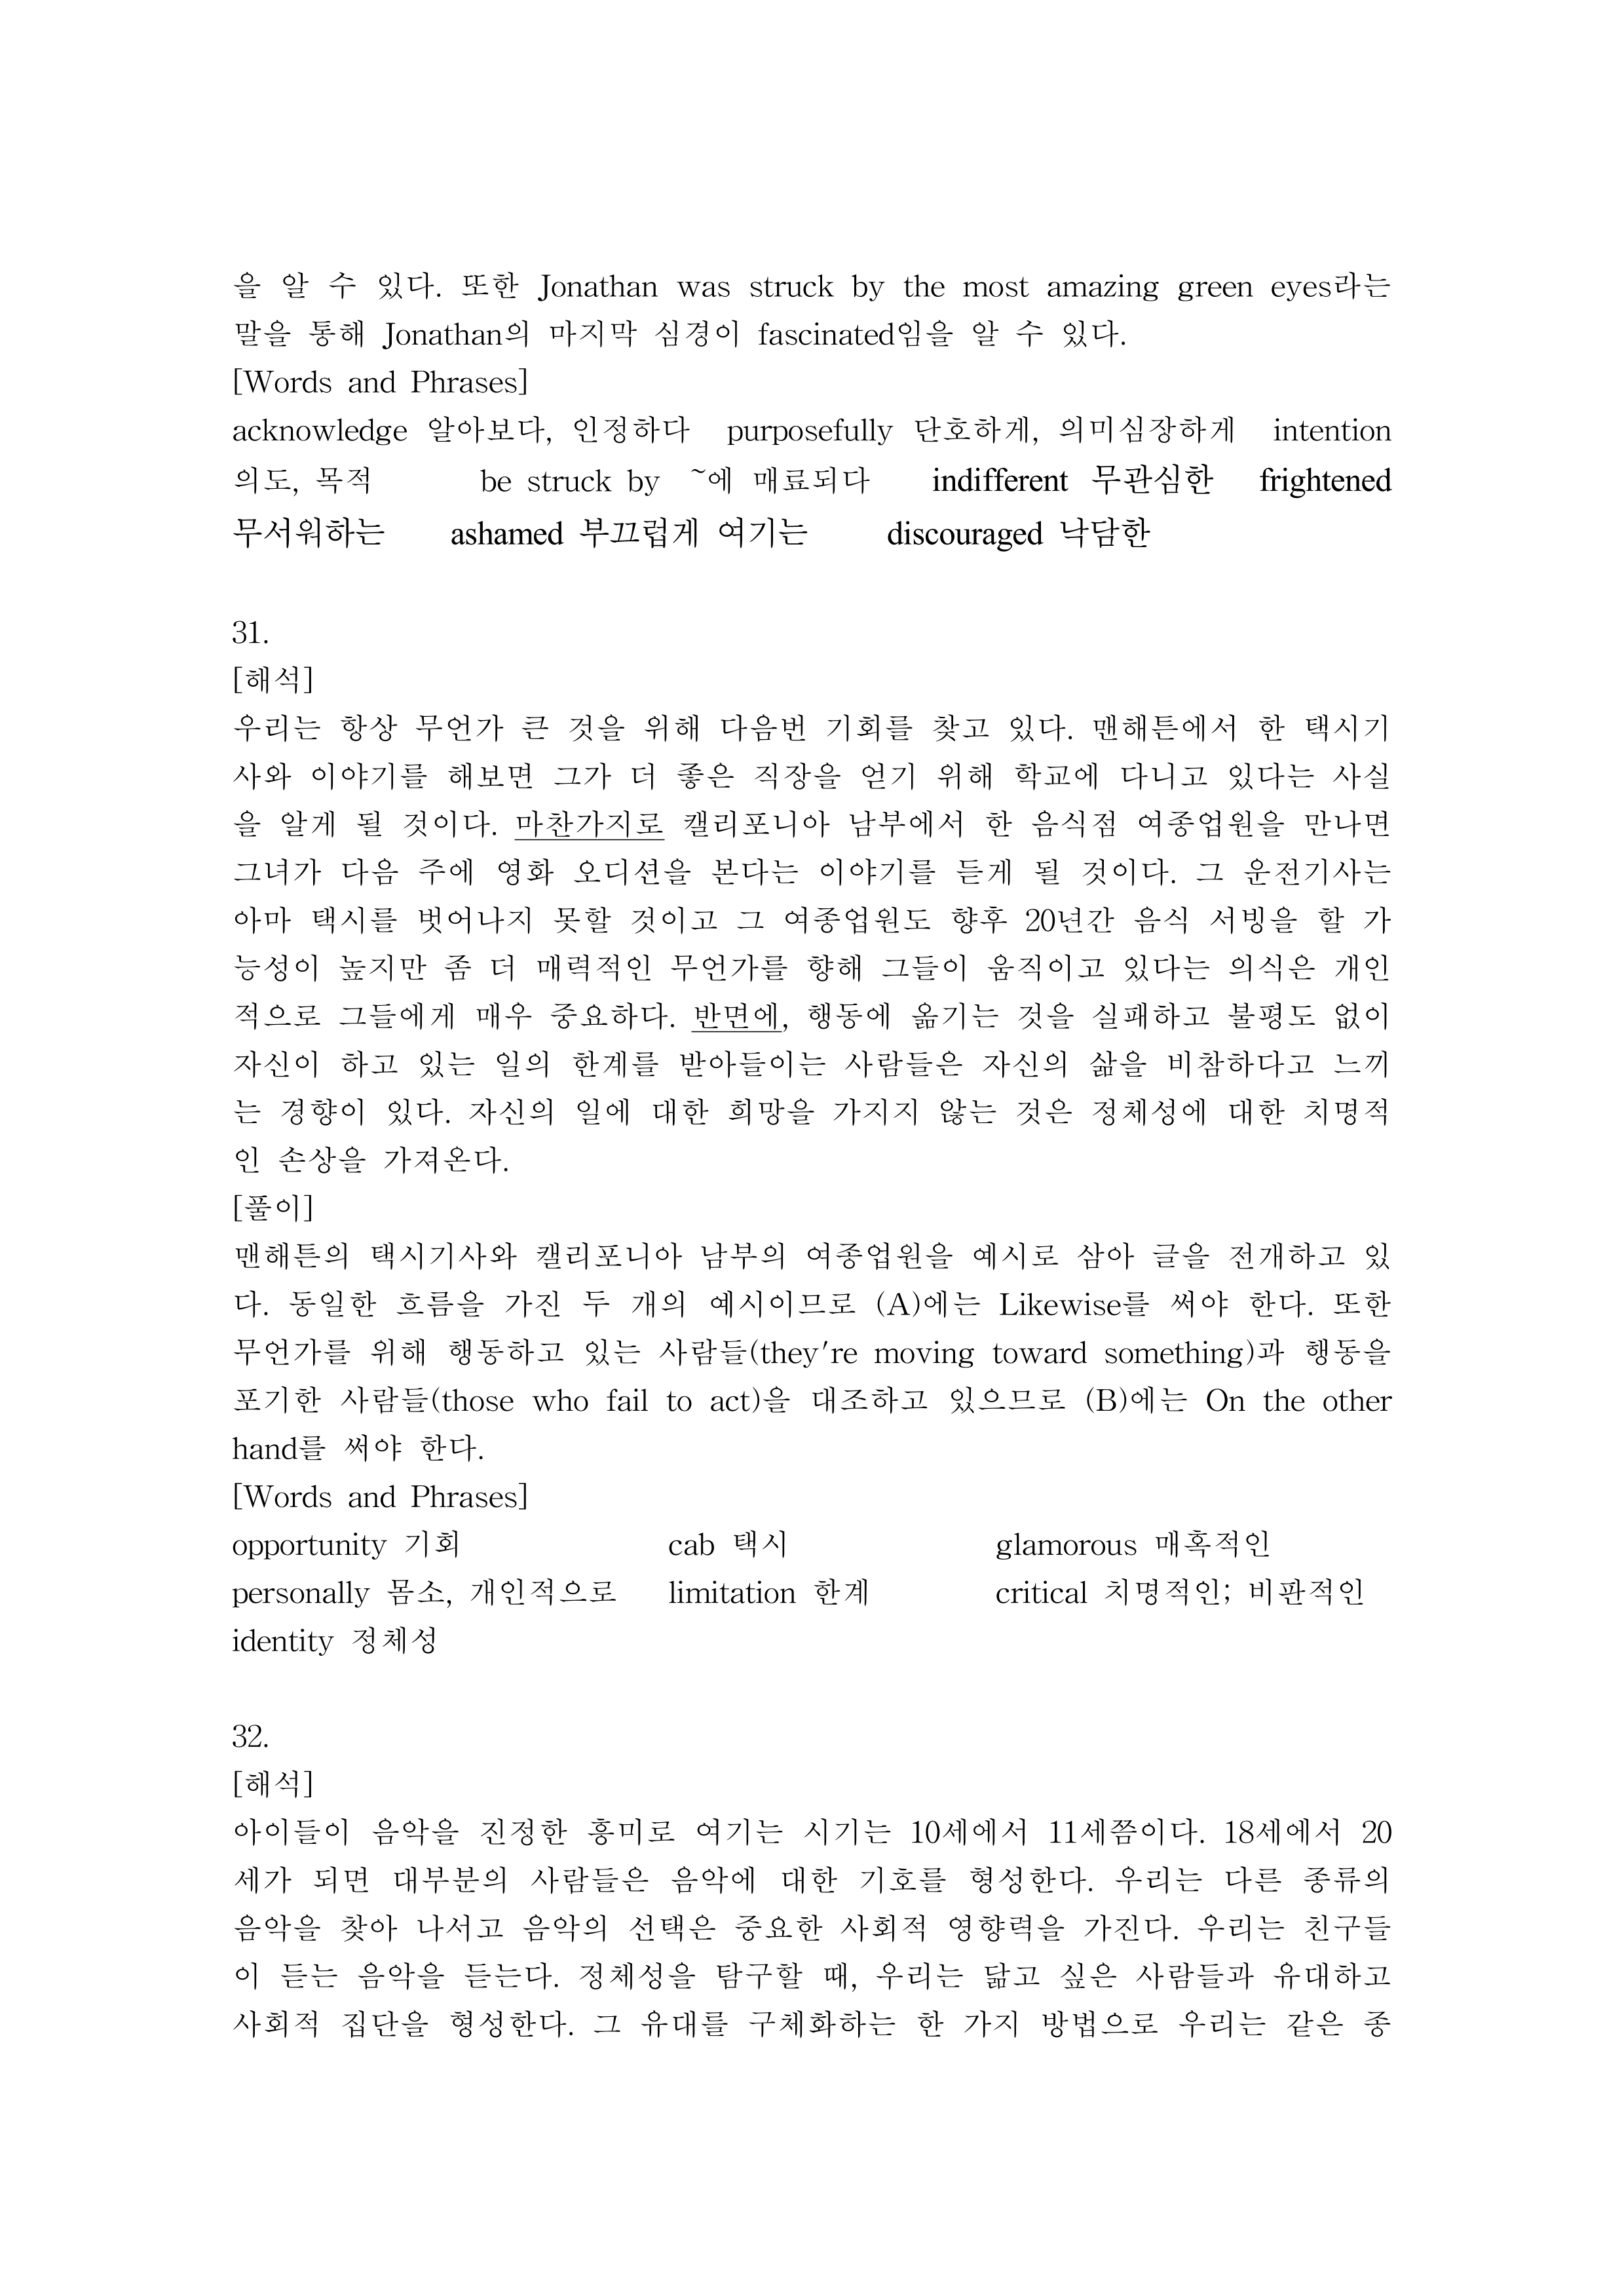 을 알 수 있다. 또한 Jonathan was struck by the most amazing green eyes라는
말을 통해 Jonathan의 마지막 심경이 fascinated임을 알 수 있다.
[Words and Phrases]
acknowledge 알아보다, 인정하다 purposefully 단호하게, 의미심장하게 intention
의도, 목적 be struck by ~에 매료되다 indifferent 무관심한 frightened
무서워하는 ashamed 부끄럽게 여기는 discouraged 낙담한
31.
[해석]
우리는 항상 무언가 큰 것을 위해 다음번 기회를 찾고 있다. 맨해튼에서 한 택시기
사와 이야기를 해보면 그가 더 좋은 직장을 얻기 위해 학교에 다니고 있다는 사실
을 알게 될 것이다. 마찬가지로 캘리포니아 남부에서 한 음식점 여종업원을 만나면
그녀가 다음 주에 영화 오디션을 본다는 이야기를 듣게 될 것이다. 그 운전기사는
아마 택시를 벗어나지 못할 것이고 그 여종업원도 향후 20년간 음식 서빙을 할 가
능성이 높지만 좀 더 매력적인 무언가를 향해 그들이 움직이고 있다는 의식은 개인
적으로 그들에게 매우 중요하다. 반면에, 행동에 옮기는 것을 실패하고 불평도 없이
자신이 하고 있는 일의 한계를 받아들이는 사람들은 자신의 삶을 비참하다고 느끼
는 경향이 있다. 자신의 일에 대한 희망을 가지지 않는 것은 정체성에 대한 치명적
인 손상을 가져온다.
[풀이]
맨해튼의 택시기사와 캘리포니아 남부의 여종업원을 예시로 삼아 글을 전개하고 있
다. 동일한 흐름을 가진 두 개의 예시이므로 (A)에는 Likewise를 써야 한다. 또한
무언가를 위해 행동하고 있는 사람들(they're moving toward something)과 행동을
포기한 사람들(those who fail to act)을 대조하고 있으므로 (B)에는 On the other
hand를 써야 한다.
[Words and Phrases]
opportunity 기회 cab 택시 glamorous 매혹적인
personally 몸소, 개인적으로 limitation 한계 critical 치명적인; 비판적인
identity 정체성
32.
[해석]
아이들이 음악을 진정한 흥미로 여기는 시기는 10세에서 11세쯤이다. 18세에서 20
세가 되면 대부분의 사람들은 음악에 대한 기호를 형성한다. 우리는 다른 종류의
음악을 찾아 나서고 음악의 선택은 중요한 사회적 영향력을 가진다. 우리는 친구들
이 듣는 음악을 듣는다. 정체성을 탐구할 때, 우리는 닮고 싶은 사람들과 유대하고
사회적 집단을 형성한다. 그 유대를 구체화하는 한 가지 방법으로 우리는 같은 종